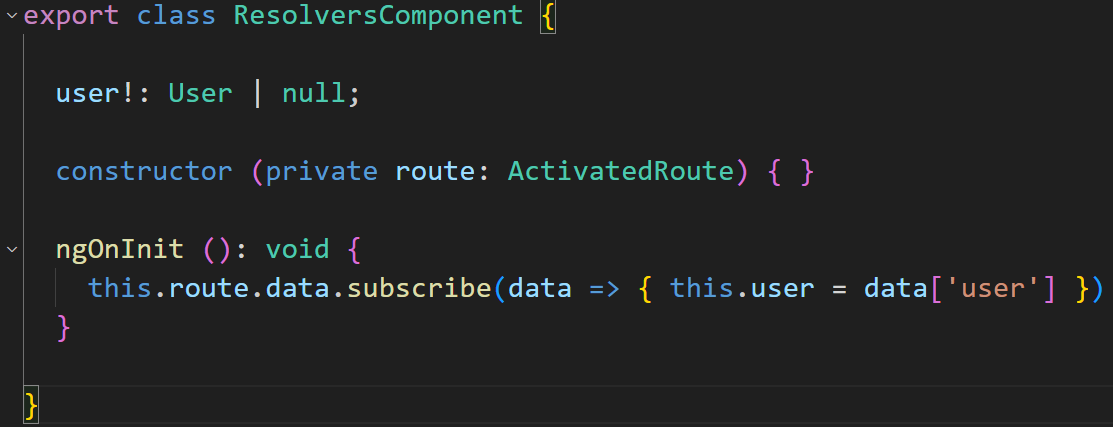 export class ResolversComponent {
user!: User | null;
constructor (private route: ActivatedRoute) { }
ngOnInit (): void {
this.route.data.subscribe(data => { this.user = data['user'] })
}
}